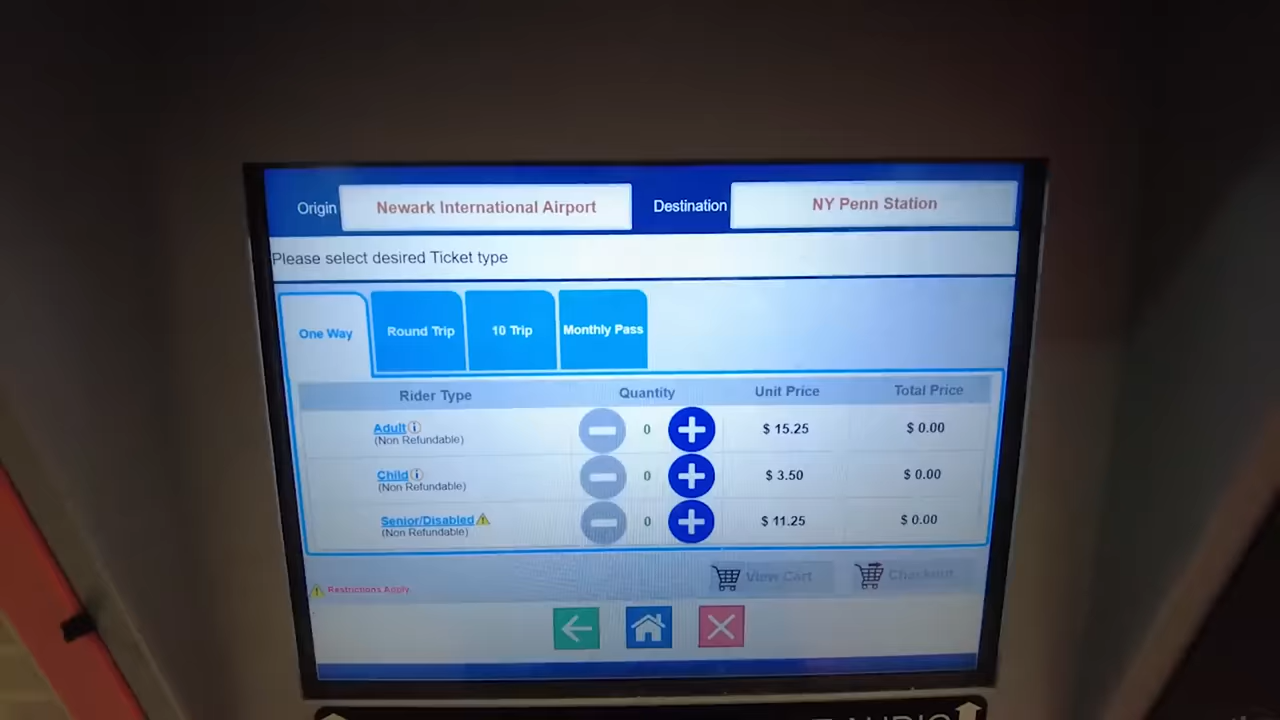 Origin Newark International Airport Destination NY Penn Station
Please select desired Ticket type
One Way Round Trip 10 Trip Monthly Pass
Rider Type Quantity Unit Price Total Price
Adult 0 $ 15.25 $ 0.00
(Non Refundable)
Child 0 $ 3.50 $ 0.00
(Non Refundable)
Senior/Disabled 0 $ 11.25 $ 0.00
(Non Refundable)
View Cart Checkout
Restrictions Apply
AUDIO